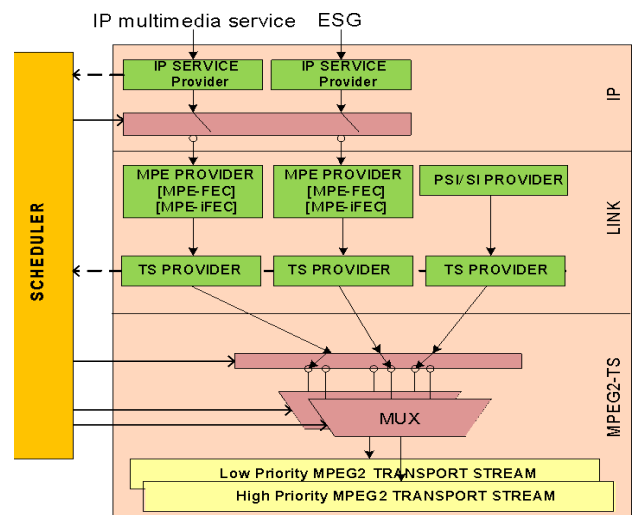 IP multimedia service
ESG
IP SERVICE
Provider
IP SERVICE
Provider
IP
MPE PROVIDER
[MPE-FEC]
[MPE-iFEC]
MPE PROVIDER
[MPE-FEC]
[MPE-iFEC]
PSI/SI PROVIDER
LINK
SCHEDULER
TS PROVIDER
TS PROVIDER
TS PROVIDER
MPEG2-TS
MUX
Low Priority MPEG2 TRANSPORT STREAM
High Priority MPEG2 TRANSPORT STREAM